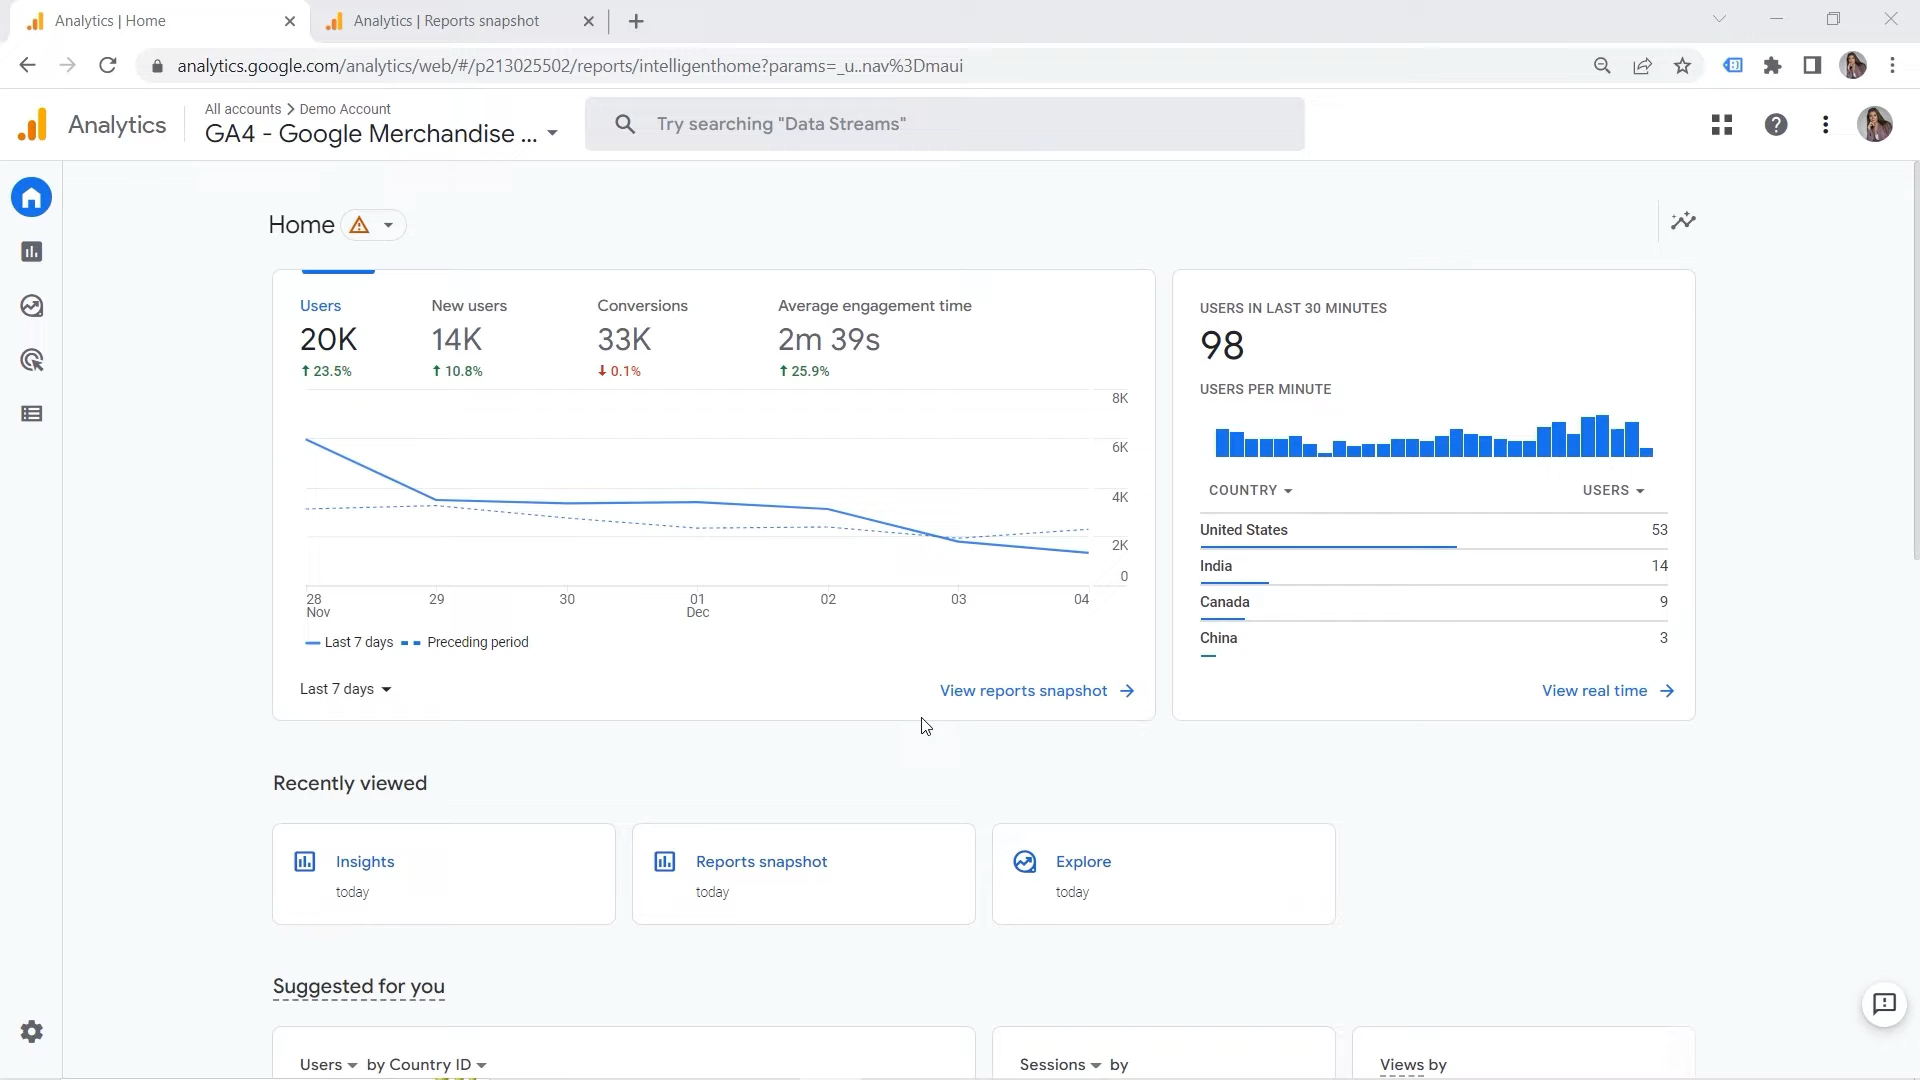 Analytics | Home
Analytics | Reports snapshot
analytics.google.com/analytics/web/#/p213025502/reports/intelligenthome?params=_u..nav%3Dmaui
Analytics
All accounts > Demo Account
GA4 - Google Merchandise ...
Try searching "Data Streams"
Home
Users
New users
Conversions
Average engagement time
20K
14K
33K
2m 39s
↑ 23.5%
↑ 10.8%
↓ 0.1%
↑ 25.9%
8K
6K
4K
2K
0
28
Nov
29
30
01
Dec
02
03
04
Last 7 days
Preceding period
Last 7 days
View reports snapshot
USERS IN LAST 30 MINUTES
98
USERS PER MINUTE
COUNTRY
USERS
United States
53
India
14
Canada
9
China
3
View real time
Recently viewed
Insights
today
Reports snapshot
today
Explore
today
Suggested for you
Users by Country ID
Sessions by
Views by